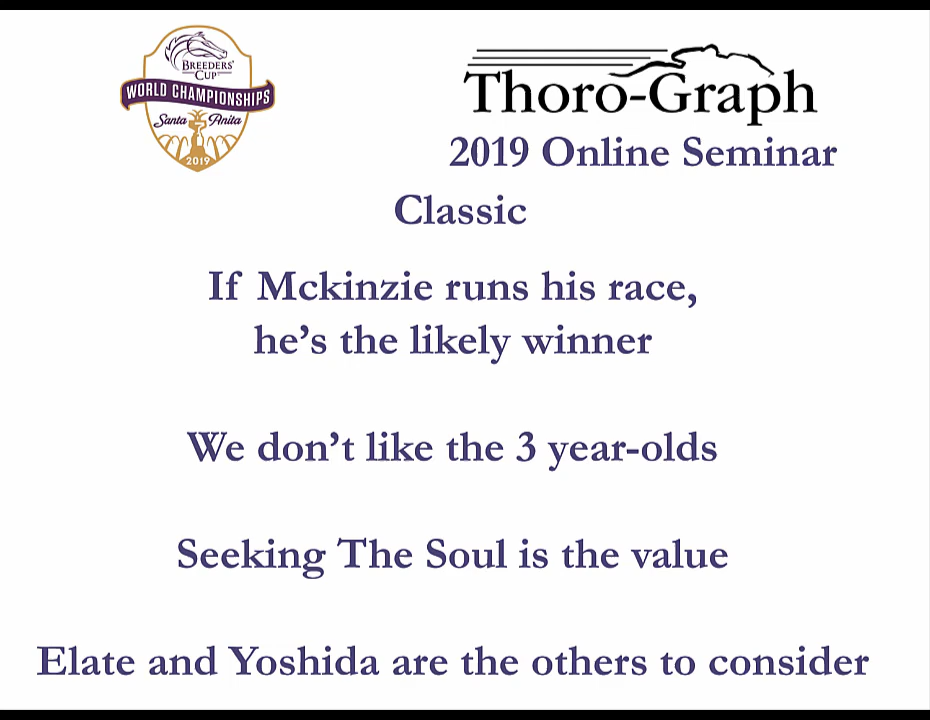 BREEDERS'
CUP
WORLD CHAMPIONSHIPS
Santa Anita
2019
Thoro-Graph
2019 Online Seminar
Classic
If Mckinzie runs his race,
he's the likely winner
We don't like the 3 year-olds
Seeking The Soul is the value
Elate and Yoshida are the others to consider